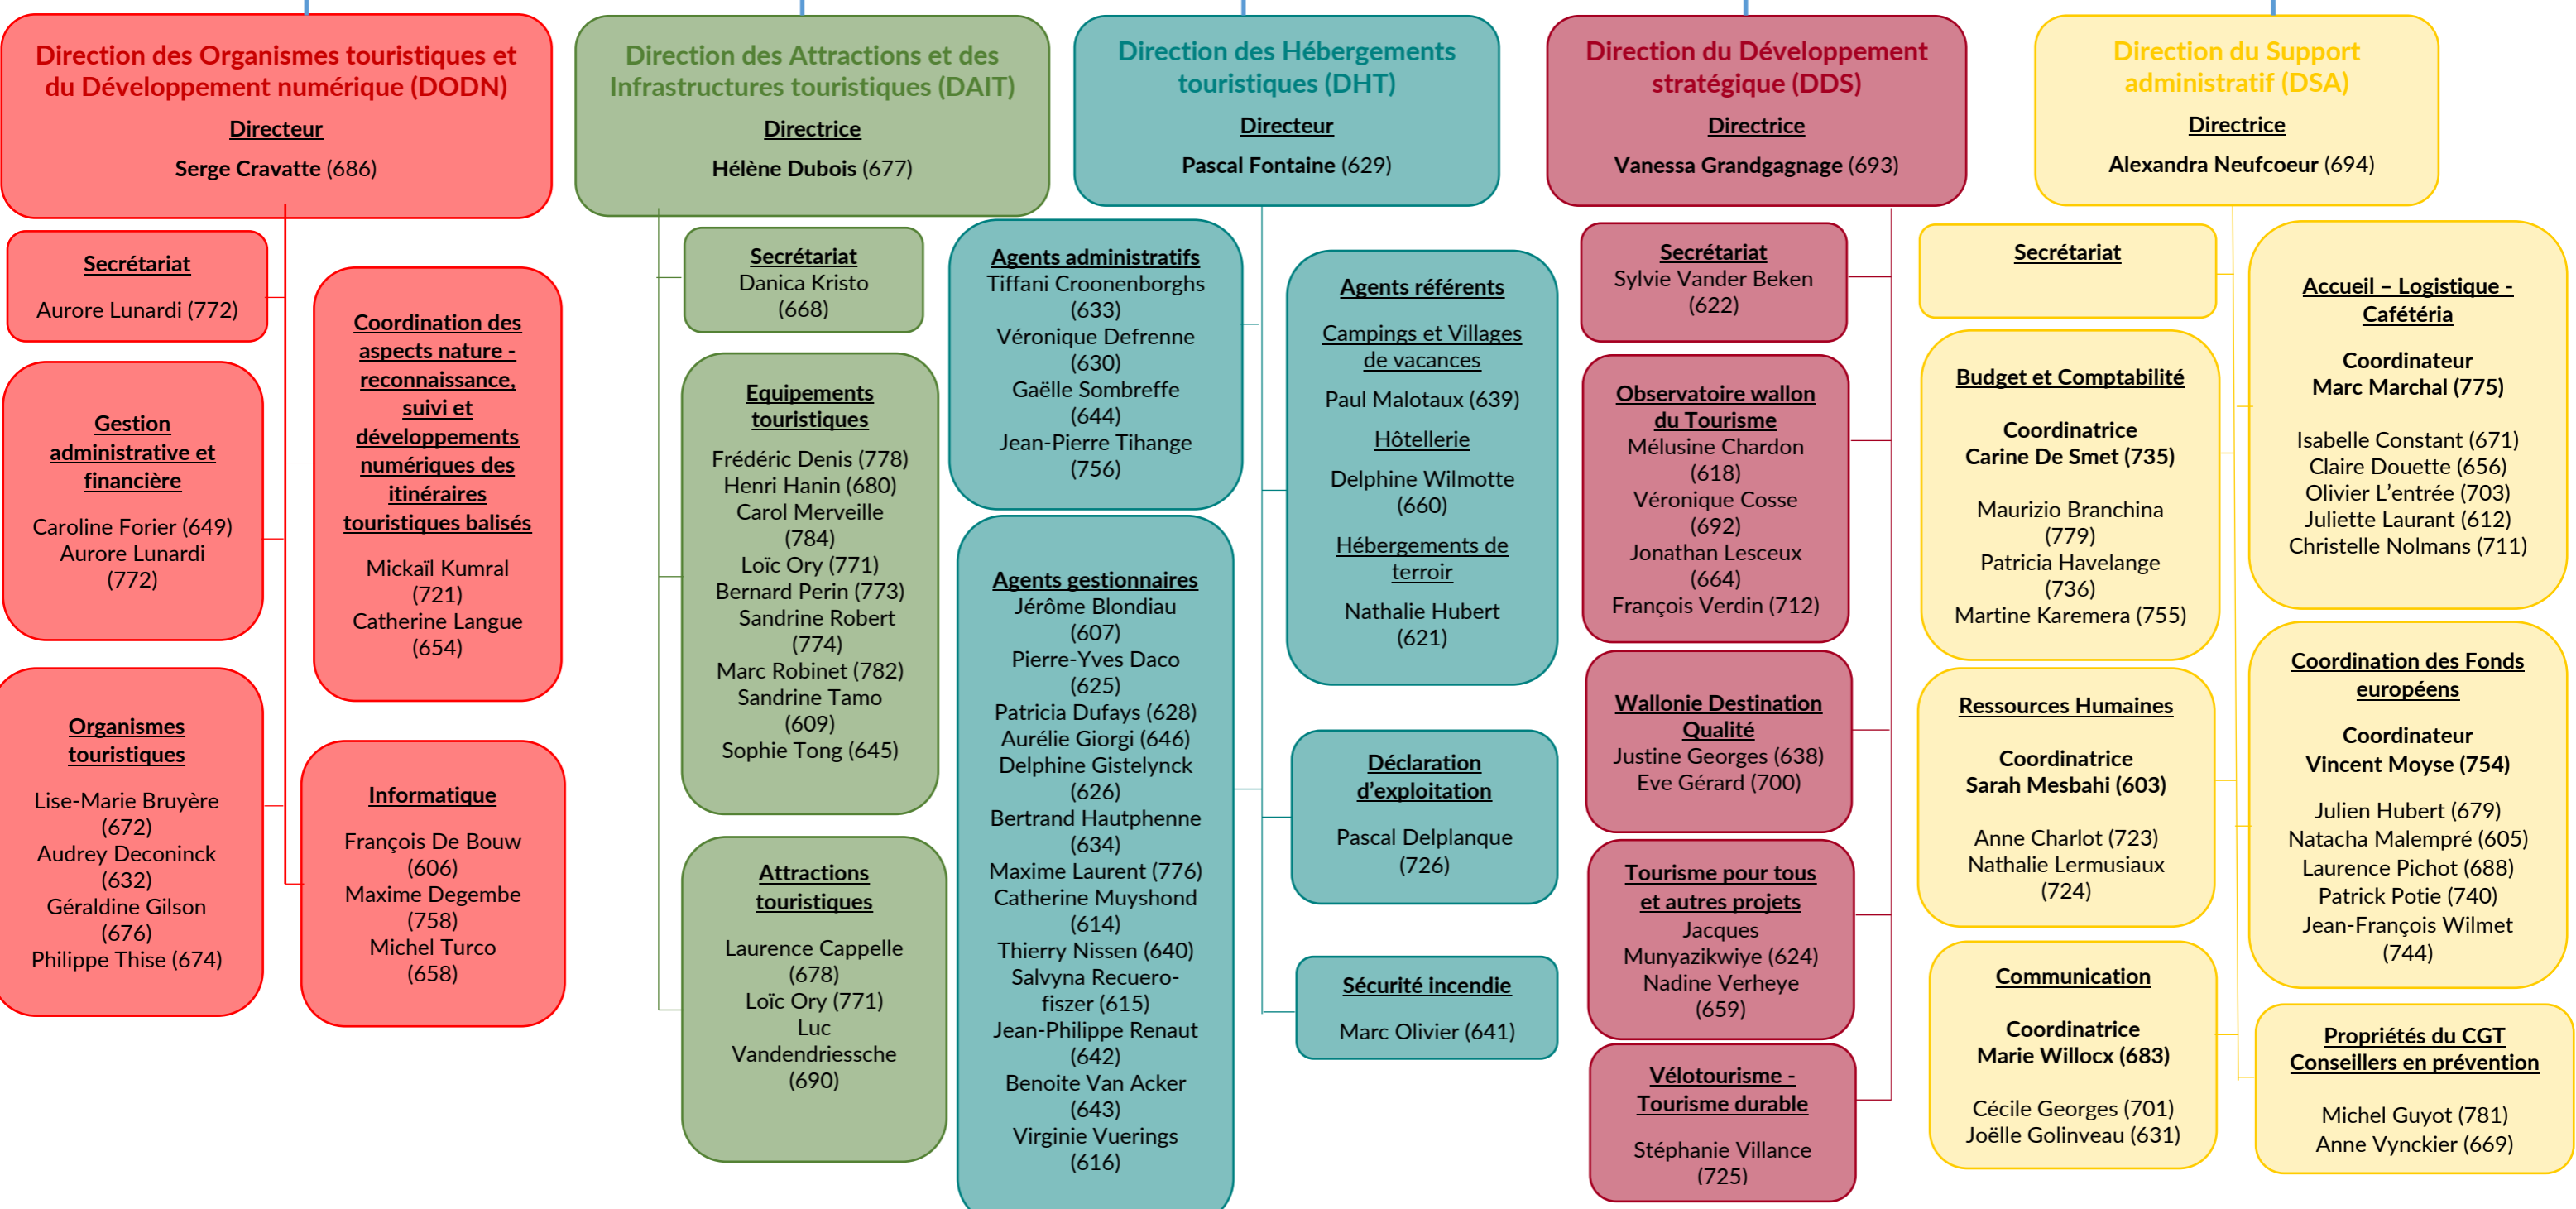 Direction des Organismes touristiques et
du Développement numérique (DODN)
Directeur
Serge Cravatte (686)
Secrétariat
Aurore Lunardi (772)
Gestion
administrative et
financière
Caroline Forier (649)
Aurore Lunardi
(772)
Organismes
touristiques
Lise-Marie Bruyère
(672)
Audrey Deconinck
(632)
Géraldine Gilson
(676)
Philippe Thise (674)
Coordination des
aspects nature -
reconnaissance,
suivi et
développements
numériques des
itinéraires
touristiques balisés
Mickaïl Kumral
(721)
Catherine Langue
(654)
Informatique
François De Bouw
(606)
Maxime Degembe
(758)
Michel Turco
(658)
Direction des Attractions et des
Infrastructures touristiques (DAIT)
Directrice
Hélène Dubois (677)
Secrétariat
Danica Kristo
(668)
Equipements
touristiques
Frédéric Denis (778)
Henri Hanin (680)
Carol Merveille
(784)
Loïc Ory (771)
Bernard Perin (773)
Sandrine Robert
(774)
Marc Robinet (782)
Sandrine Tamo
(609)
Sophie Tong (645)
Attractions
touristiques
Laurence Cappelle
(678)
Loïc Ory (771)
Luc
Vandendriessche
(690)
Direction des Hébergements
touristiques (DHT)
Directeur
Pascal Fontaine (629)
Agents administratifs
Tiffani Croonenborghs
(633)
Véronique Defrenne
(630)
Gaëlle Sombreffe
(644)
Jean-Pierre Tihange
(756)
Agents gestionnaires
Jérôme Blondiau
(607)
Pierre-Yves Daco
(625)
Patricia Dufays (628)
Aurélie Giorgi (646)
Delphine Gistelynck
(626)
Bertrand Hautphenne
(634)
Maxime Laurent (776)
Catherine Muyshond
(614)
Thierry Nissen (640)
Salvyna Recuero-
fiszer (615)
Jean-Philippe Renaut
(642)
Benoite Van Acker
(643)
Virginie Vuerings
(616)
Agents référents
Campings et Villages
de vacances
Paul Malotaux (639)
Hôtellerie
Delphine Wilmotte
(660)
Hébergements de
terroir
Nathalie Hubert
(621)
Déclaration
d’exploitation
Pascal Delplanque
(726)
Sécurité incendie
Marc Olivier (641)
Direction du Développement
stratégique (DDS)
Directrice
Vanessa Grandgagnage (693)
Secrétariat
Sylvie Vander Beken
(622)
Observatoire wallon
du Tourisme
Mélusine Chardon
(618)
Véronique Cosse
(692)
Jonathan Lesceux
(664)
François Verdin (712)
Wallonie Destination
Qualité
Justine Georges (638)
Eve Gérard (700)
Tourisme pour tous
et autres projets
Jacques
Munyazikwiye (624)
Nadine Verheye
(659)
Vélotourisme -
Tourisme durable
Stéphanie Villance
(725)
Direction du Support
administratif (DSA)
Directrice
Alexandra Neufcoeur (694)
Secrétariat
Budget et Comptabilité
Coordinatrice
Carine De Smet (735)
Maurizio Branchina
(779)
Patricia Havelange
(736)
Martine Karemera (755)
Ressources Humaines
Coordinatrice
Sarah Mesbahi (603)
Anne Charlot (723)
Nathalie Lermusiaux
(724)
Communication
Coordinatrice
Marie Willocx (683)
Cécile Georges (701)
Joëlle Golinveau (631)
Accueil – Logistique -
Cafétéria
Coordinateur
Marc Marchal (775)
Isabelle Constant (671)
Claire Douette (656)
Olivier L’entrée (703)
Juliette Laurant (612)
Christelle Nolmans (711)
Coordination des Fonds
européens
Coordinateur
Vincent Moyse (754)
Julien Hubert (679)
Natacha Malempré (605)
Laurence Pichot (688)
Patrick Potie (740)
Jean-François Wilmet
(744)
Propriétés du CGT
Conseillers en prévention
Michel Guyot (781)
Anne Vynckier (669)